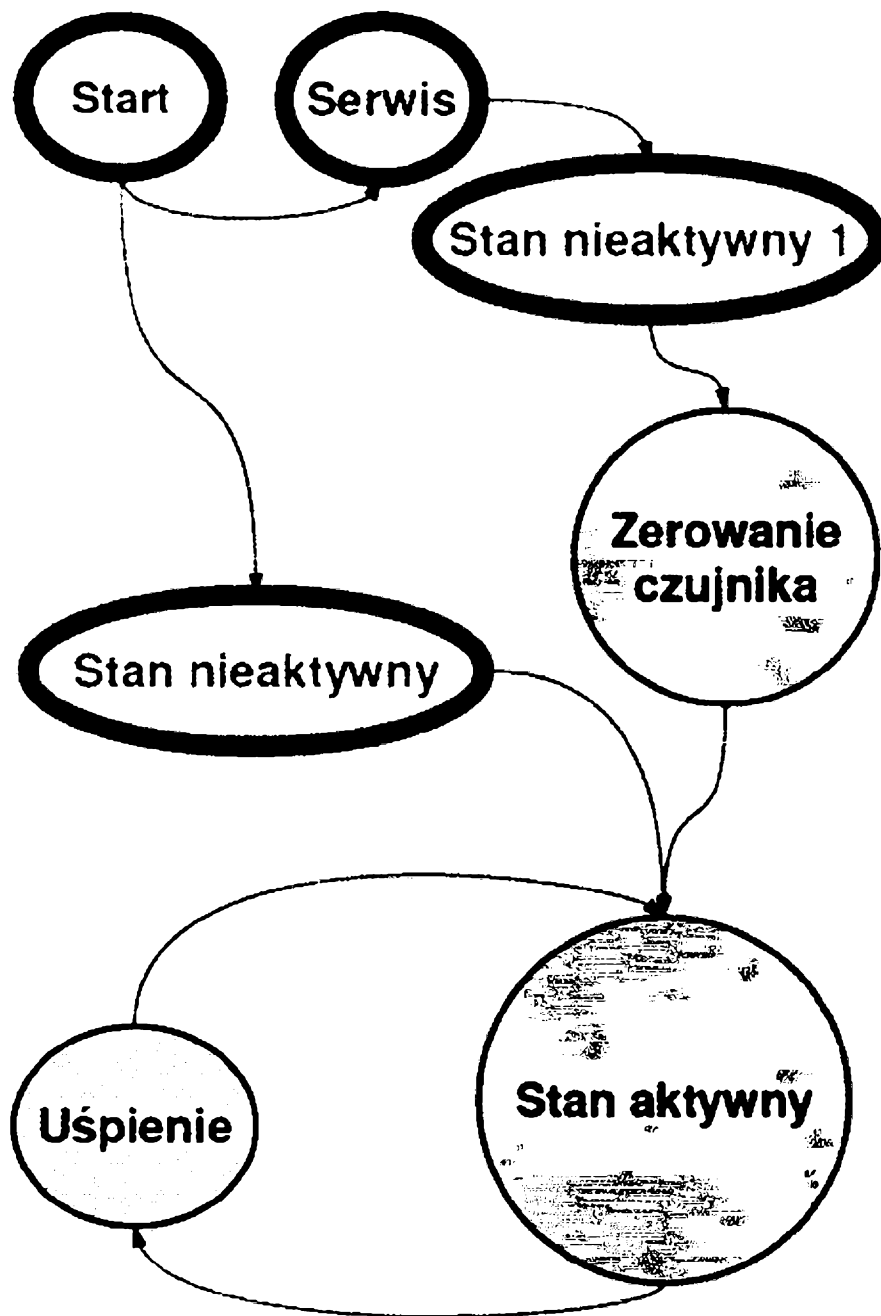 Start
Serwis
Stan nieaktywny 1
Zerowanie
czujnika
Stan nieaktywny
Uśpienie
Stan aktywny